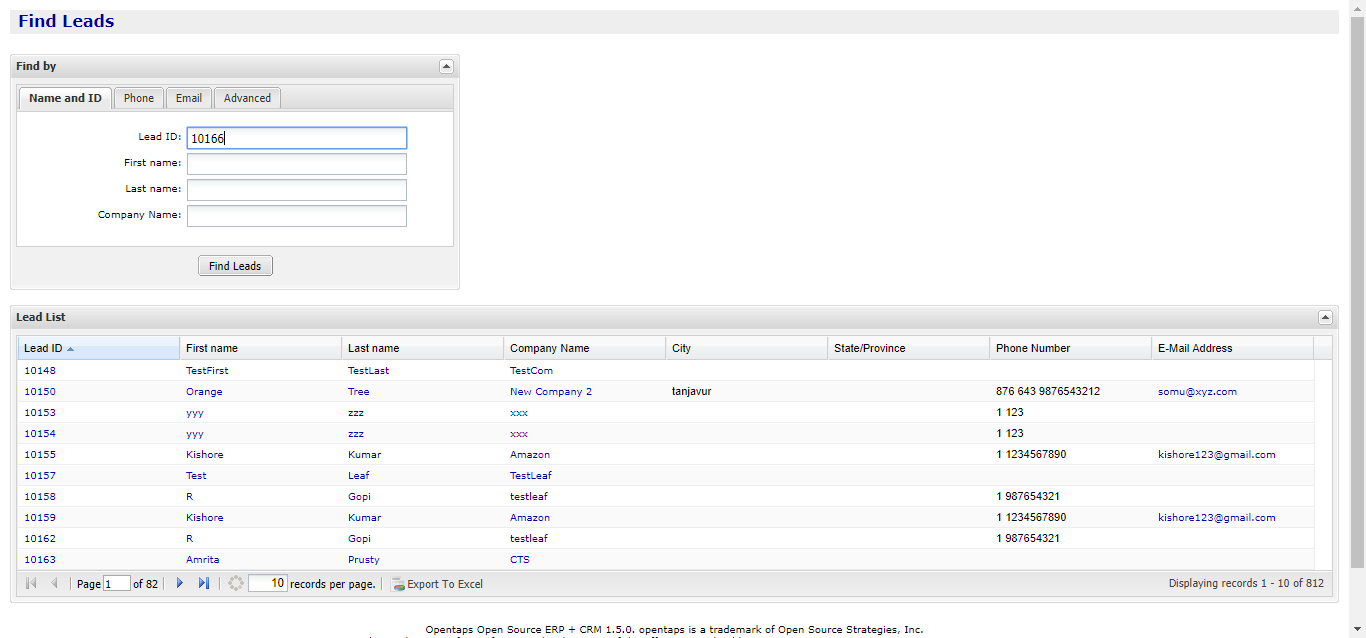 Find Leads
Find by
Name and ID Phone Email Advanced
Lead ID: 10166
First name:
Last name:
Company Name:
Find Leads
Lead List
Lead ID First name Last name Company Name City State/Province Phone Number E-Mail Address
10148 TestFirst TestLast TestCom
10150 Orange Tree New Company 2 tanjavur 876 643 9876543212 somu@xyz.com
10153 yyy zzz xxx 1 123
10154 yyy zzz xxx 1 123
10155 Kishore Kumar Amazon 1 1234567890 kishore123@gmail.com
10157 Test Leaf TestLeaf
10158 R Gopi testleaf 1 987654321
10159 Kishore Kumar Amazon 1 1234567890 kishore123@gmail.com
10162 R Gopi testleaf 1 987654321
10163 Amrita Prusty CTS
Page 1 of 82 10 records per page. Export To Excel Displaying records 1 - 10 of 812
Opentaps Open Source ERP + CRM 1.5.0. opentaps is a trademark of Open Source Strategies, Inc.